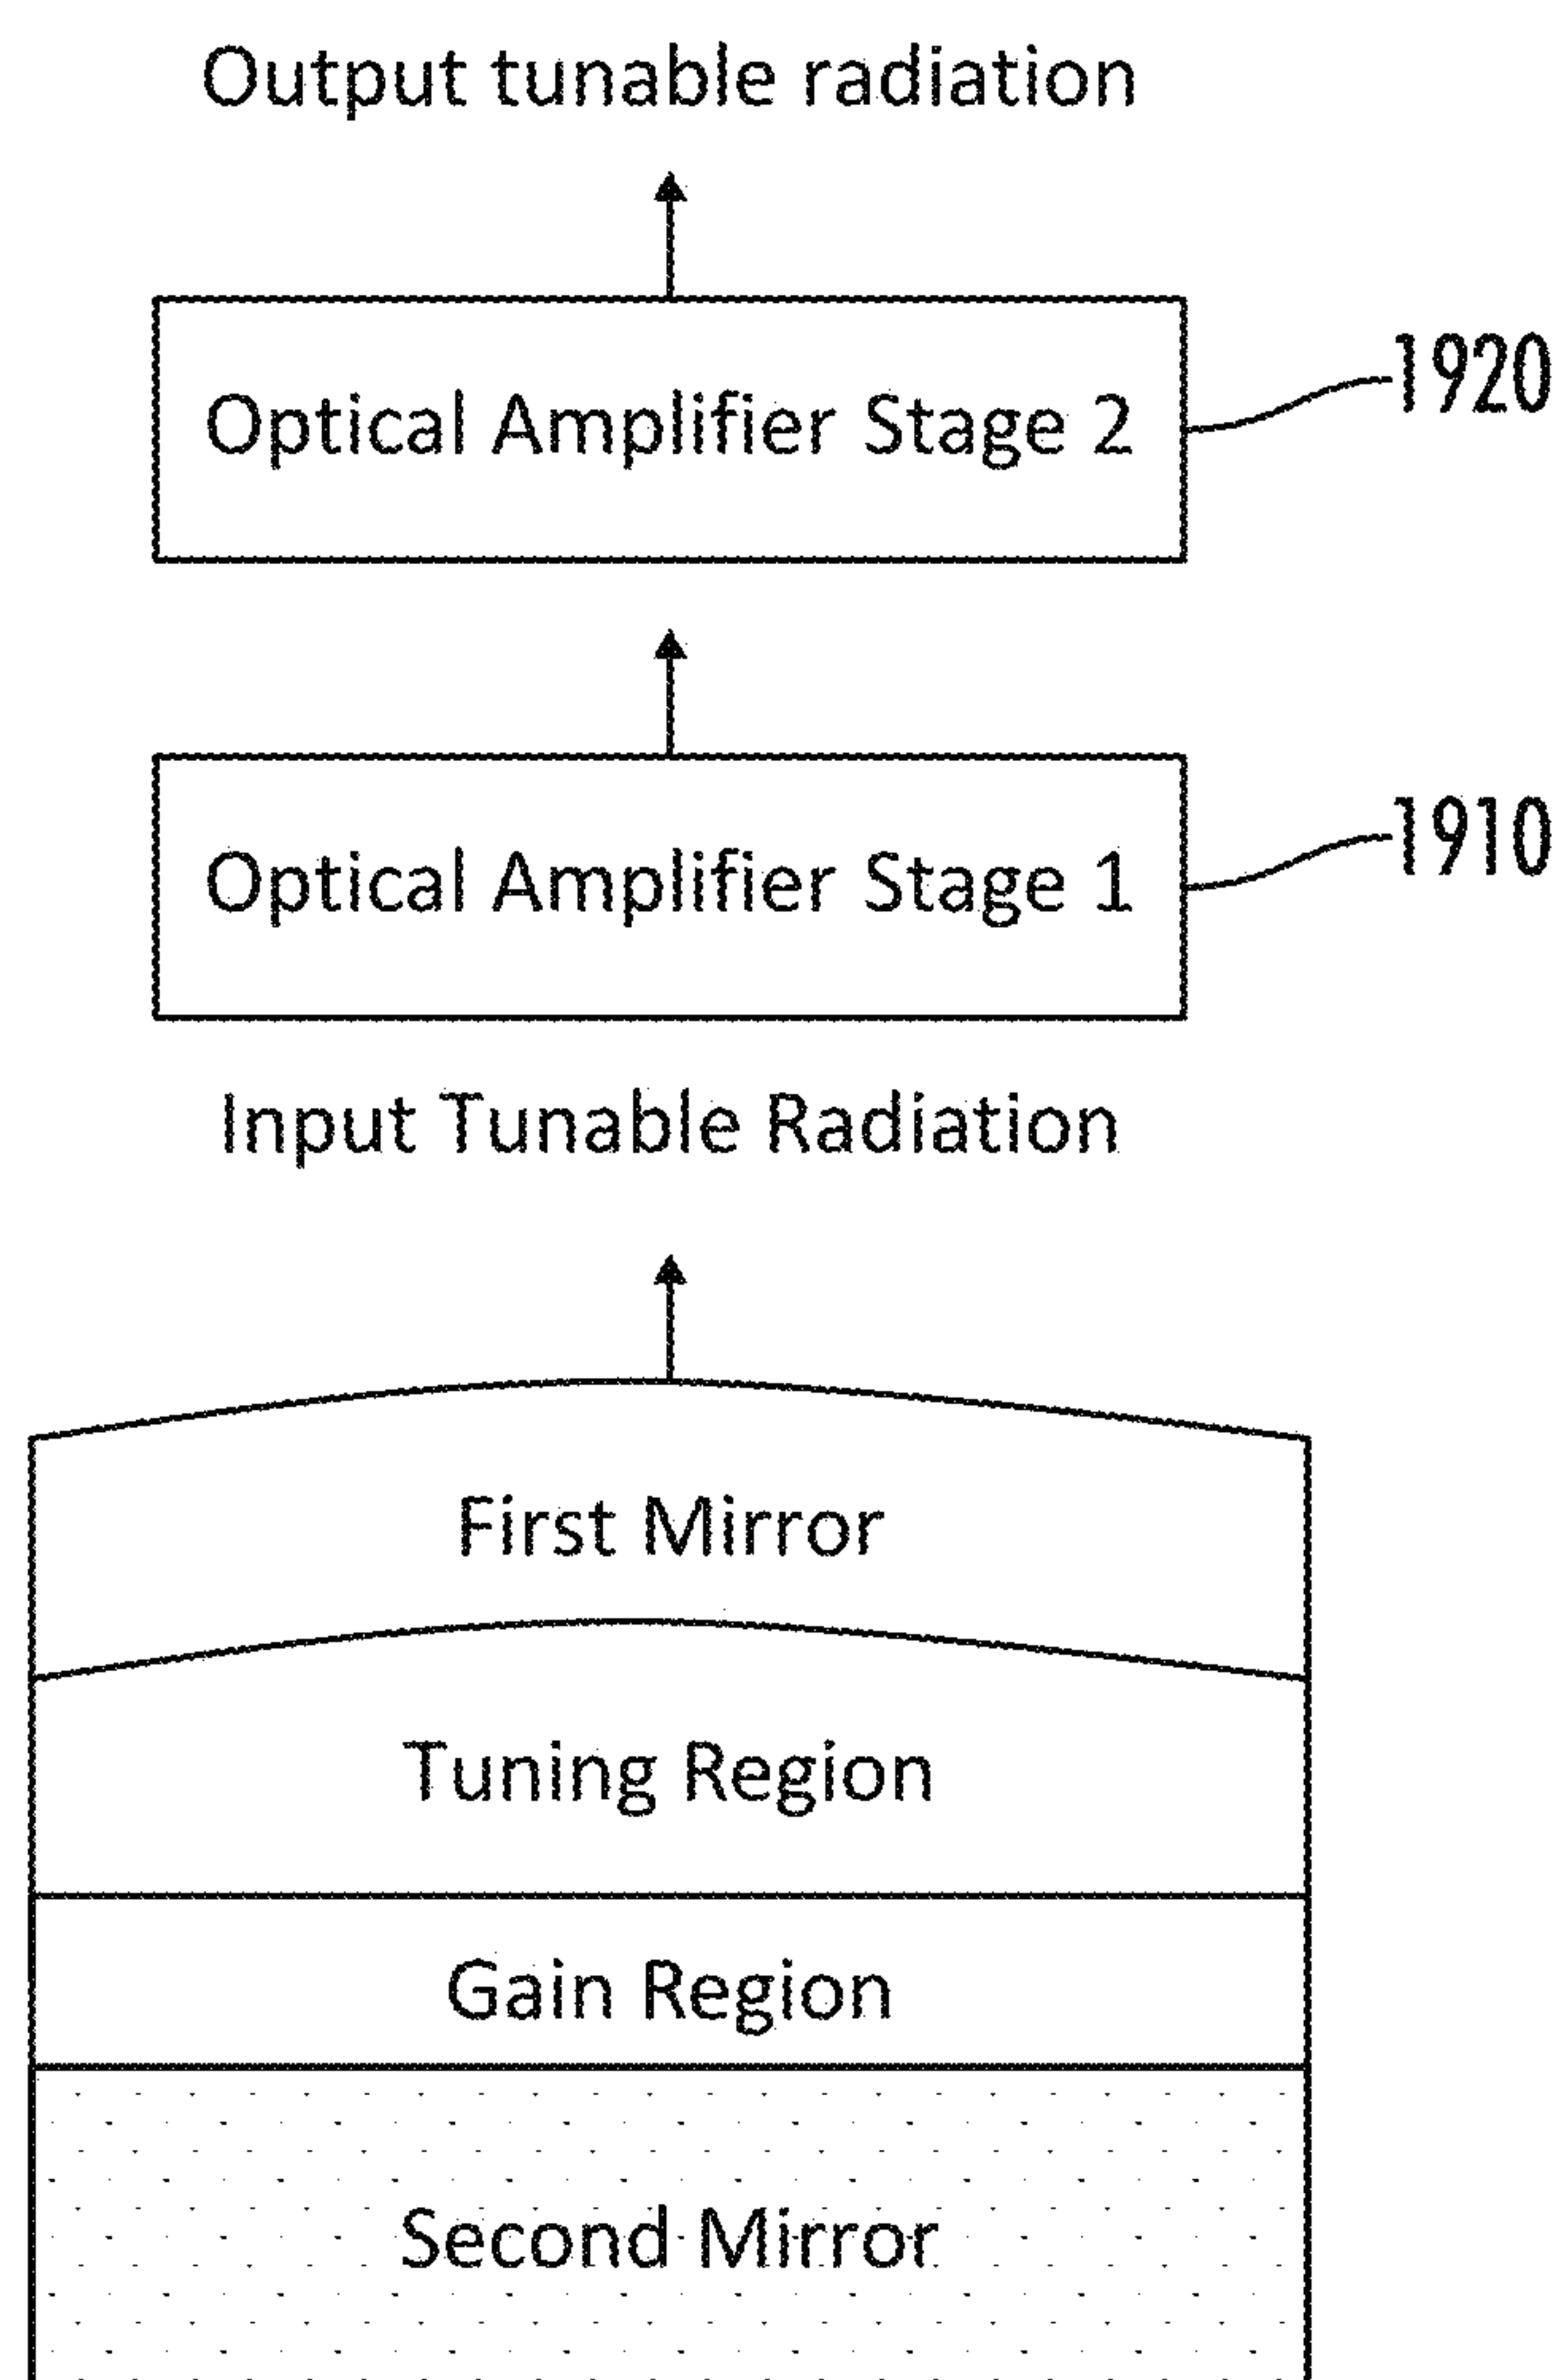 Output tunable radiation
Optical Amplifier Stage 2
1920
Optical Amplifier Stage 1
1910
Input Tunable Radiation
First Mirror
Tuning Region
Gain Region
Second Mirror